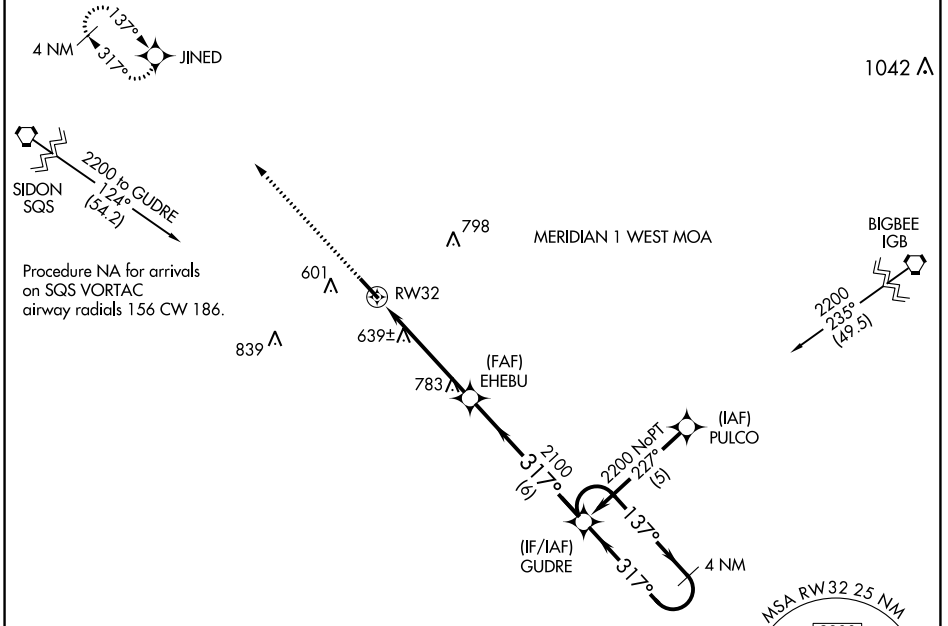 137°
4 NM
317°
JINED
1042
SIDON
SQS
2200 to GUDRE
124°
(54.2)
Procedure NA for arrivals
on SQS VORTAC
airway radials 156 CW 186.
798
MERIDIAN 1 WEST MOA
BIGBEE
IGB
2200
235°
(49.5)
601
RW32
639±
839
(FAF)
EHEBU
783
(IAF)
PULCO
2200 NoPT
227°
(5)
2100
317°
(6)
137°
(IF/IAF)
GUDRE
317°
4 NM
MSA RW32 25 NM